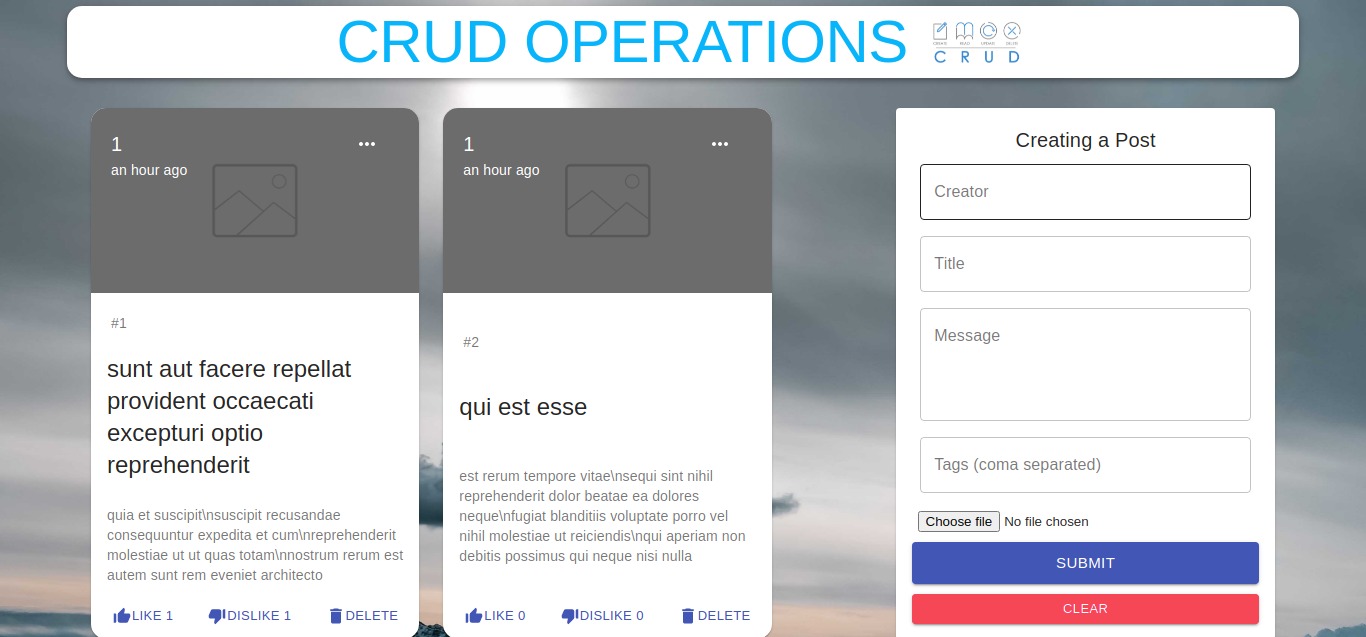 CRUD OPERATIONS
C R U D
1
an hour ago
#1
sunt aut facere repellat
provident occaecati
excepturi optio
reprehenderit
quia et suscipit\nsuscipit recusandae
consequuntur expedita et cum\nreprehenderit
molestiae ut ut quas totam\nnostrum rerum est
autem sunt rem eveniet architecto
LIKE 1 DISLIKE 1 DELETE
1
an hour ago
#2
qui est esse
est rerum tempore vitae\nsequi sint nihil
reprehenderit dolor beatae ea dolores
neque\nfugiat blanditiis voluptate porro vel
nihil molestiae ut reiciendis\nqui aperiam non
debitis possimus qui neque nisi nulla
LIKE 0 DISLIKE 0 DELETE
Creating a Post
Creator
Title
Message
Tags (coma separated)
Choose file No file chosen
SUBMIT
CLEAR